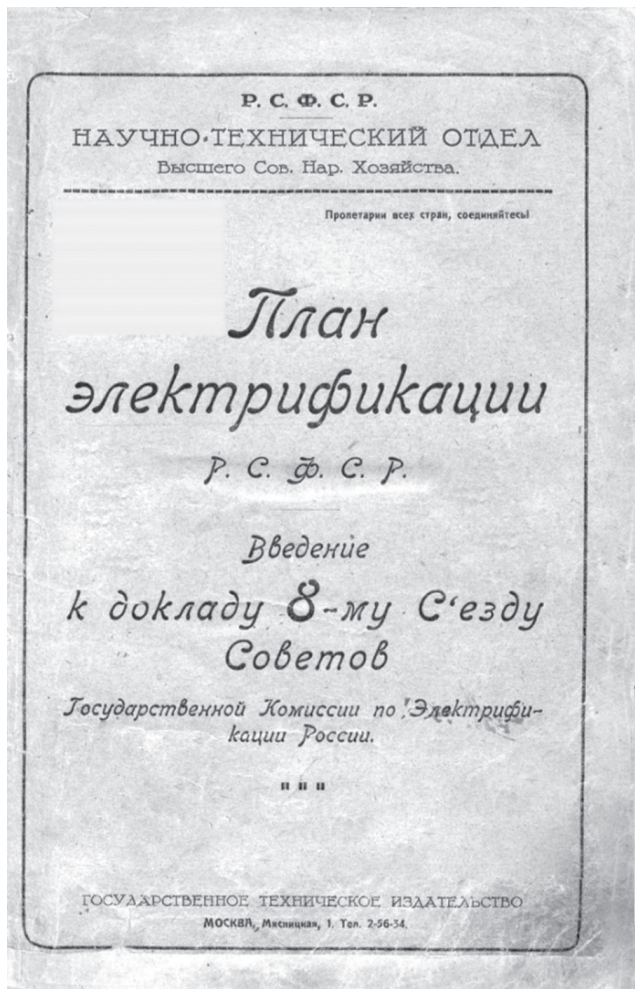 Р. С. Ф. С. Р.
НАУЧНО-ТЕХНИЧЕСКИЙ ОТДЕЛ
Высшего Сов. Нар. Хозяйства.
Пролетарии всех стран, соединяйтесь!
План
электрификации
Р. С. Ф. С. Р.
Введение
к докладу 8-му С‘езду
Советов
Государственной Комиссии по Электрифи-
кации России.
ГОСУДАРСТВЕННОЕ ТЕХНИЧЕСКОЕ ИЗДАТЕЛЬСТВО
МОСКВА, Мясницкая, 1. Тел. 2-56-34.